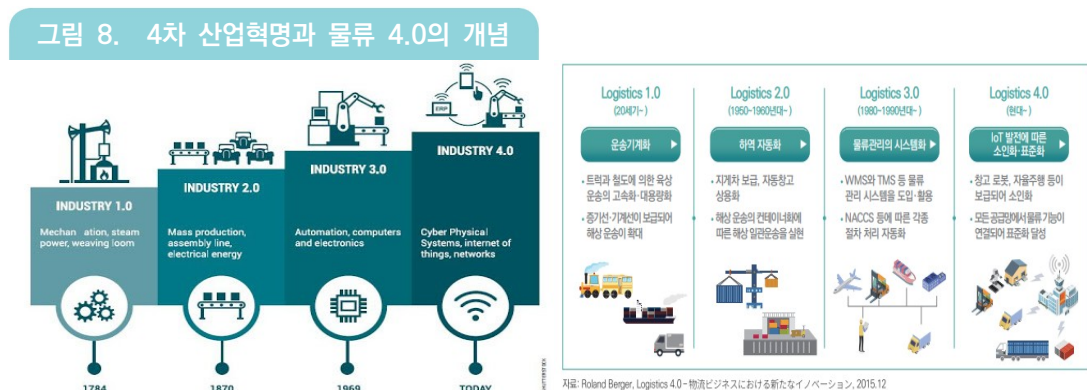 그림 8. 4차 산업혁명과 물류 4.0의 개념
INDUSTRY 1.0
Mechan ation, steam
power, weaving loom
1784
INDUSTRY 2.0
Mass production,
assembly line,
electrical energy
1870
INDUSTRY 3.0
Automation, computers
and electronics
1969
ERP
INDUSTRY 4.0
Cyber Physical
Systems, internet of
things, networks
TODAY
Logistics 1.0
(20세기~)
운송기계화
• 트럭과 철도에 의한 육상
운송의 고속화·대용량화
• 증기선·기계선이 보급되어
해상 운송이 확대
Logistics 2.0
(1950-1960년대~)
하역 자동화
• 지게차 보급, 자동창고
상용화
• 해상 운송의 컨테이너화에
따른 해상 일관운송을 실현
Logistics 3.0
(1980-1990년대~)
물류관리의 시스템화
• WMS와 TMS 등 물류
관리 시스템을 도입·활용
• NACCS 등에 따른 각종
절차 처리 자동화
Logistics 4.0
(현대~)
IoT 발전에 따른
소인화·표준화
• 창고 로봇, 자율주행 등이
보급되어 소인화
• 모든 공급망에서 물류 기능이
연결되어 표준화 달성
자료: Roland Berger, Logistics 4.0 - 物流ビジネスにおける新たなイノベーション, 2015.12